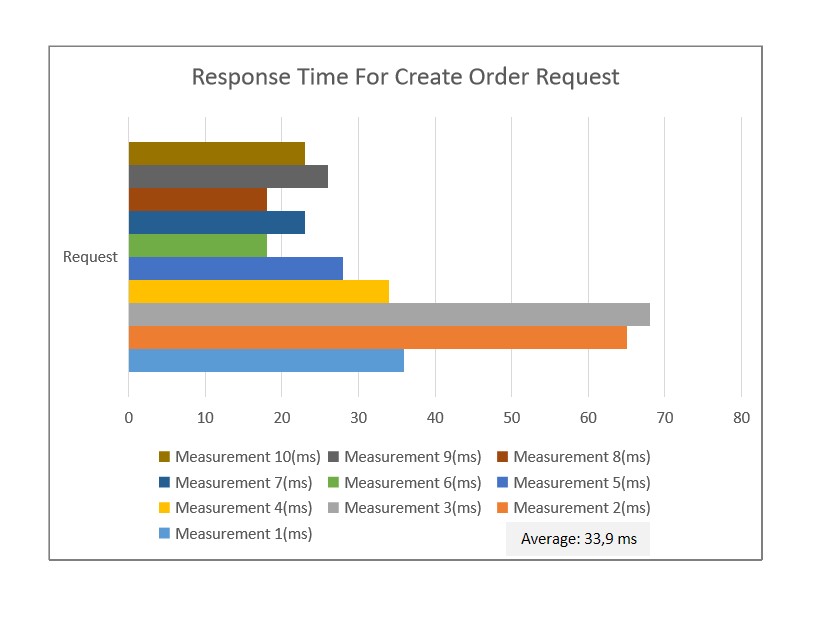 Response Time For Create Order Request
Request
0 10 20 30 40 50 60 70 80
Measurement 10(ms) Measurement 9(ms) Measurement 8(ms)
Measurement 7(ms) Measurement 6(ms) Measurement 5(ms)
Measurement 4(ms) Measurement 3(ms) Measurement 2(ms)
Measurement 1(ms)
Average: 33,9 ms